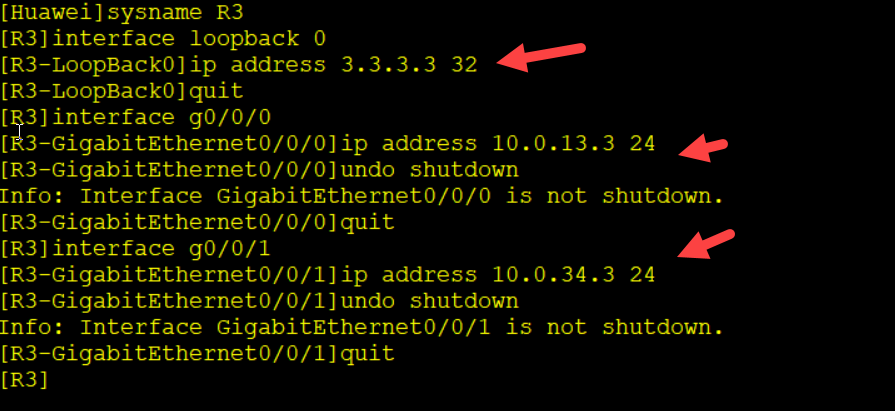 [Huawei]sysname R3
[R3]interface loopback 0
[R3-LoopBack0]ip address 3.3.3.3 32
[R3-LoopBack0]quit
[R3]interface g0/0/0
[R3-GigabitEthernet0/0/0]ip address 10.0.13.3 24
[R3-GigabitEthernet0/0/0]undo shutdown
Info: Interface GigabitEthernet0/0/0 is not shutdown.
[R3-GigabitEthernet0/0/0]quit
[R3]interface g0/0/1
[R3-GigabitEthernet0/0/1]ip address 10.0.34.3 24
[R3-GigabitEthernet0/0/1]undo shutdown
Info: Interface GigabitEthernet0/0/1 is not shutdown.
[R3-GigabitEthernet0/0/1]quit
[R3]